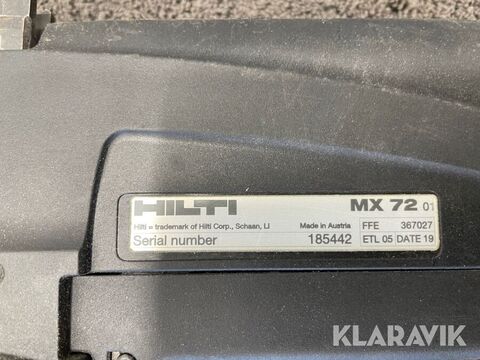 HILTI MX 72 01
Hilti = trademark of Hilti Corp., Schaan, LI Made in Austria FFE 367027
Serial number 185442 ETL 05 DATE 19
KLARAVIK